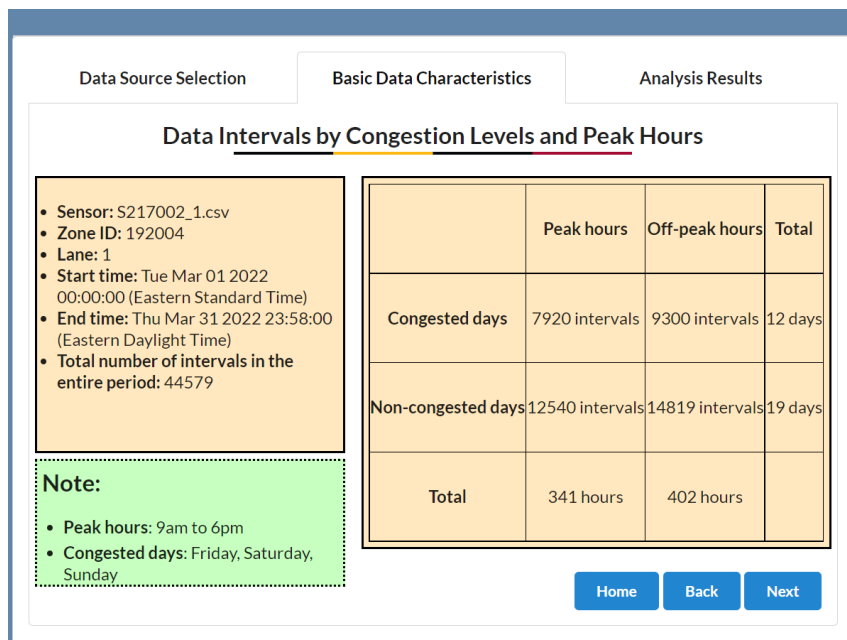 Data Source Selection
Basic Data Characteristics
Analysis Results
Data Intervals by Congestion Levels and Peak Hours
Sensor: S217002_1.csv
Zone ID: 192004
Lane: 1
Start time: Tue Mar 01 2022
00:00:00 (Eastern Standard Time)
End time: Thu Mar 31 2022 23:58:00
(Eastern Daylight Time)
Total number of intervals in the
entire period: 44579
Note:
Peak hours: 9am to 6pm
Congested days: Friday, Saturday,
Sunday
Peak hours Off-peak hours Total
Congested days 7920 intervals 9300 intervals 12 days
Non-congested days 12540 intervals 14819 intervals 19 days
Total 341 hours 402 hours
Home Back Next